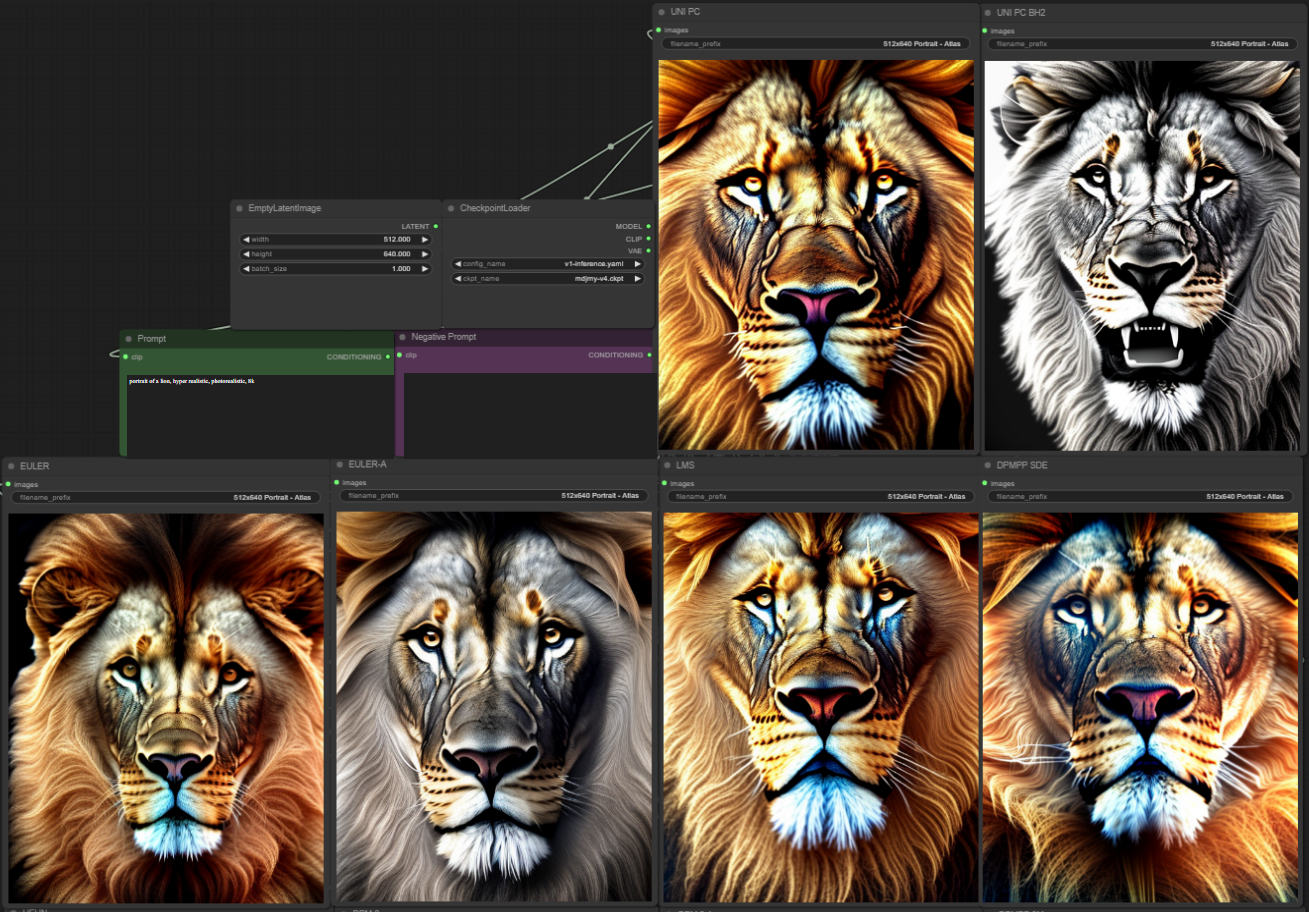 UNI PC
images
filename_prefix 512x640 Portrait - Atlas
UNI PC BH2
images
filename_prefix 512x640 Portrait - Atlas
EmptyLatentImage
LATENT
width 512.000
height 640.000
batch_size 1.000
CheckpointLoader
MODEL
CLIP
VAE
config_name v1-inference.yaml
ckpt_name mdjrny-v4.ckpt
Prompt
clip CONDITIONING
portrait of a lion, hyper realistic, photorealistic, 8k
Negative Prompt
clip CONDITIONING
EULER
images
filename_prefix 512x640 Portrait - Atlas
EULER-A
images
filename_prefix 512x640 Portrait - Atlas
LMS
images
filename_prefix 512x640 Portrait - Atlas
DPMPP SDE
images
filename_prefix 512x640 Portrait - Atlas